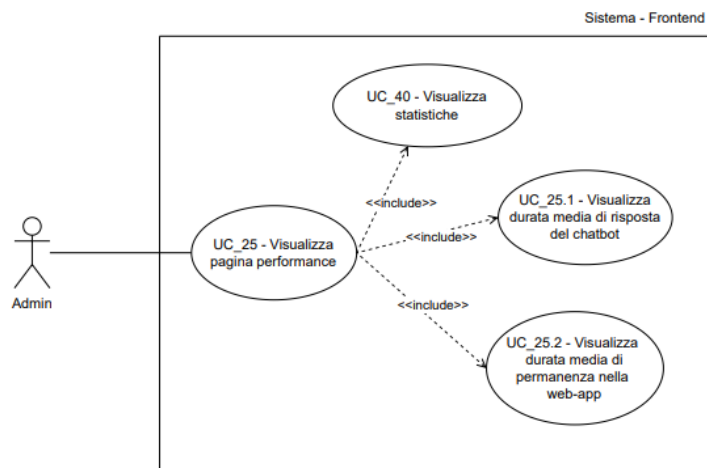 Sistema - Frontend
UC_40 - Visualizza
statistiche
<<include>>
UC_25.1 - Visualizza
durata media di risposta
del chatbot
<<include>>
UC_25 - Visualizza
pagina performance
Admin
<<include>>
UC_25.2 - Visualizza
durata media di
permanenza nella
web-app